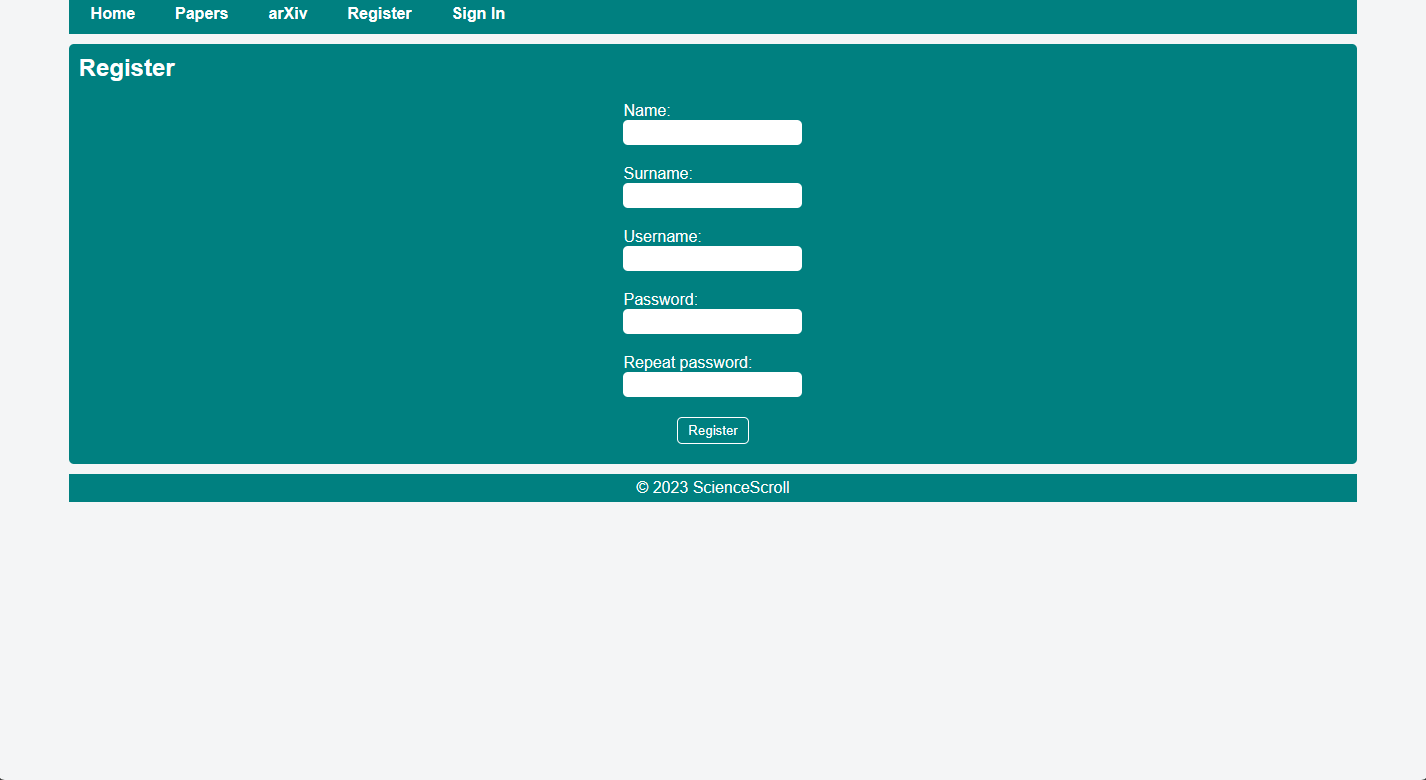 Home Papers arXiv Register Sign In
Register
Name:
Surname:
Username:
Password:
Repeat password:
Register
© 2023 ScienceScroll